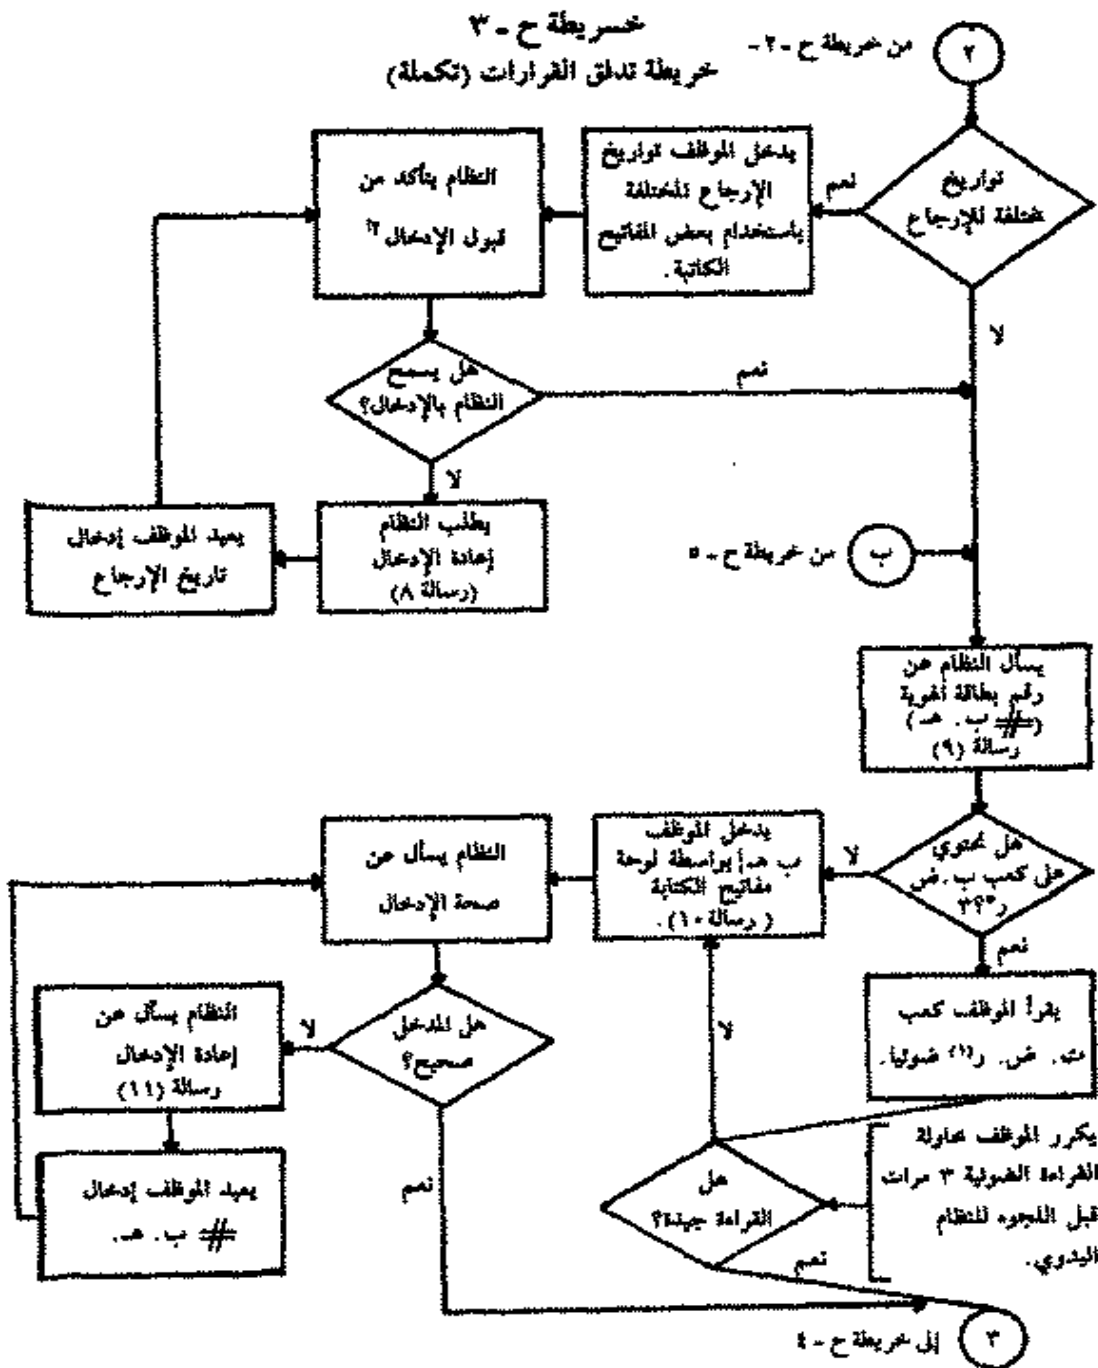 خريطة ح - ٣
خريطة تدفق القرارات (تكملة)
من خريطة ح - ٢ -
٢
تواريخ
مختلفة للإرجاع
نعم
لا
يدخل الموظف تواريخ
الإرجاع المختلفة
باستخدام بعض المفاتيح
الكاتبة.
النظام يتأكد من
قبول الإدخال
هل يسمح
النظام بالإدخال؟
نعم
لا
يطلب النظام
إعادة الإدخال
(رسالة ٨)
يعيد الموظف إدخال
تاريخ الإرجاع
ب
من خريطة ح - ٥
يسأل النظام عن
رقم بطاقة الهوية
(# ب. هـ)
رسالة (٩)
هل تحتوي
على كعب ب. ض
نعم
لا
يدخل الموظف
ب هـ بواسطة لوحة
مفاتيح الكتابة
(رسالة ١٠).
النظام يسأل عن
صحة الإدخال
هل المدخل
صحيح؟
لا
نعم
النظام يسأل عن
إعادة الإدخال
رسالة (١١)
يعيد الموظف إدخال
# ب. هـ.
يقرأ الموظف كعب
ض. ر ضوئيا.
هل
القراءة جيدة؟
لا
نعم
يكرر الموظف محاولة
القراءة الضوئية ٣ مرات
قبل اللجوء للنظام
اليدوي.
٣
إلى خريطة ح - ٤